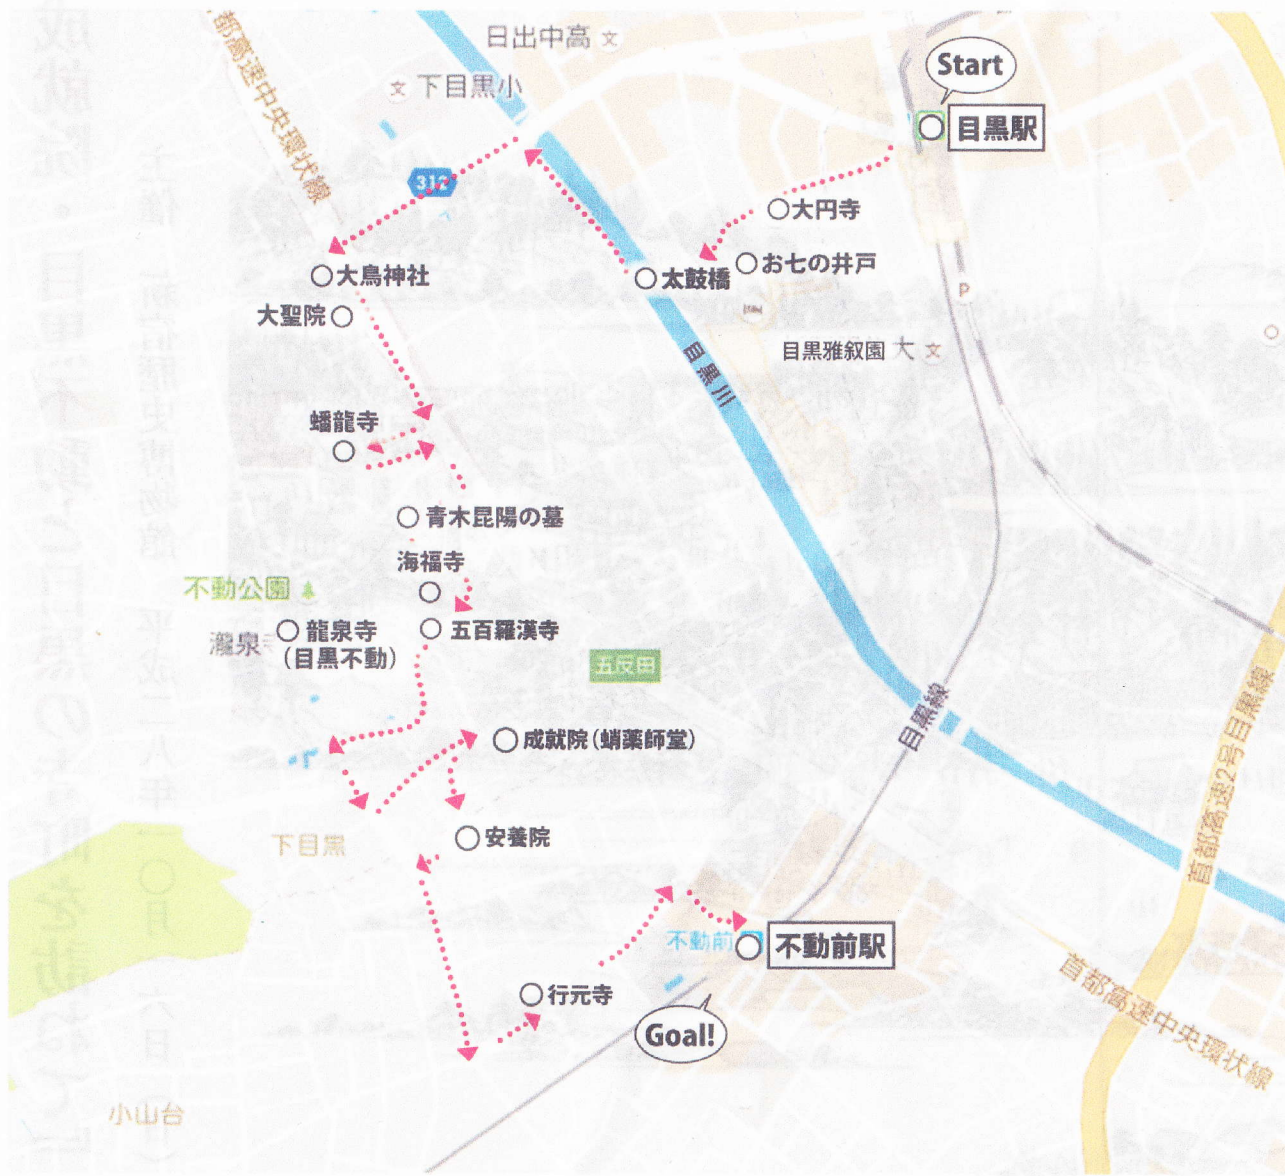 日出中高 文
Start
文 下目黒小
目黒駅
首都高速中央環状線
312
大円寺
お七の井戸
太鼓橋
大鳥神社
大聖院
P
目黒雅叙園 大 文
目黒川
蟠龍寺
青木昆陽の墓
海福寺
不動公園
瀧泉寺
龍泉寺
(目黒不動)
五百羅漢寺
五反田
成就院(蛸薬師堂)
目黒線
首都高速2号目黒線
下目黒
安養院
不動前
不動前駅
行元寺
Goal!
首都高速中央環状線
小山台